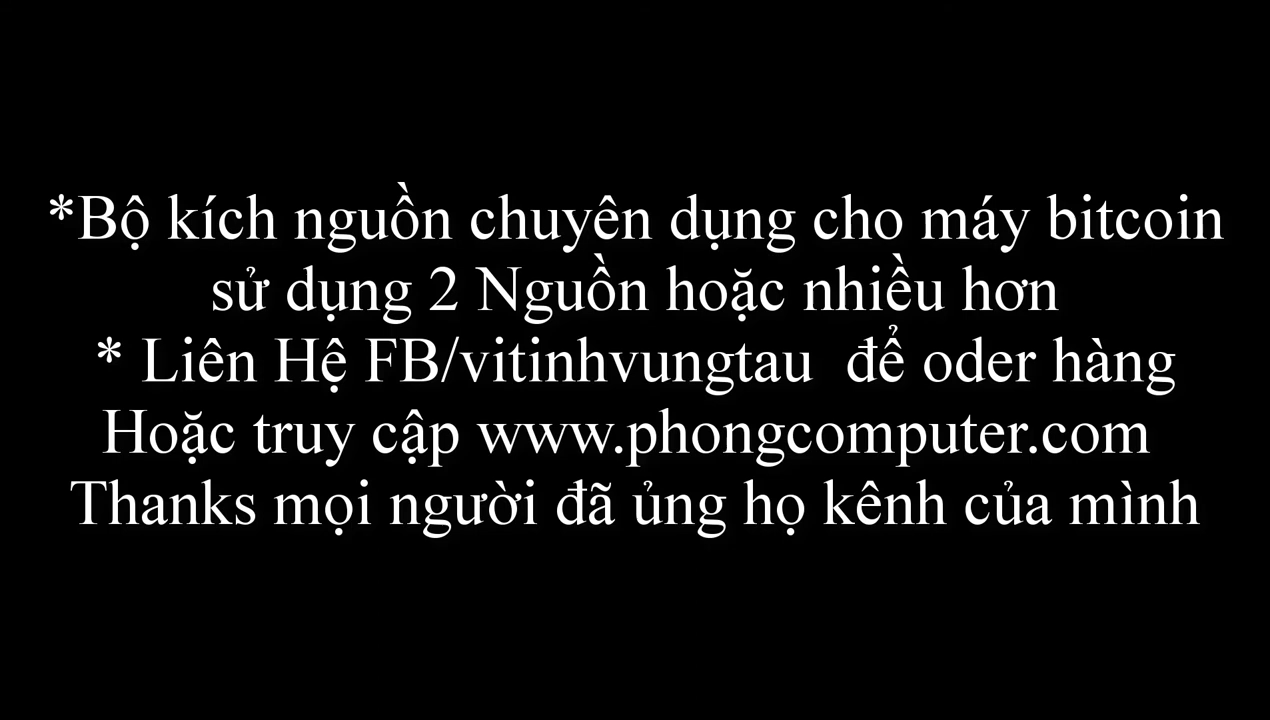 *Bộ kích nguồn chuyên dụng cho máy bitcoin
sử dụng 2 Nguồn hoặc nhiều hơn
* Liên Hệ FB/vitinhvungtau  để oder hàng
Hoặc truy cập www.phongcomputer.com
Thanks mọi người đã ủng họ kênh của mình